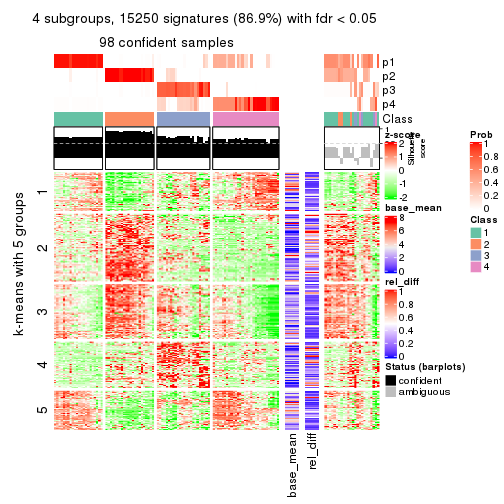 4 subgroups, 15250 signatures (86.9%) with fdr < 0.05
98 confident samples
p1
p2
p3
p4
Class
1
Silhouette
score
k-means with 5 groups
1
2
3
4
5
base_mean
rel_diff
z-score
2
1
0
-1
-2
base_mean
8
6
4
2
0
rel_diff
1
0.8
0.6
0.4
0.2
0
Status (barplots)
confident
ambiguous
Prob
1
0.8
0.6
0.4
0.2
0
Class
1
2
3
4